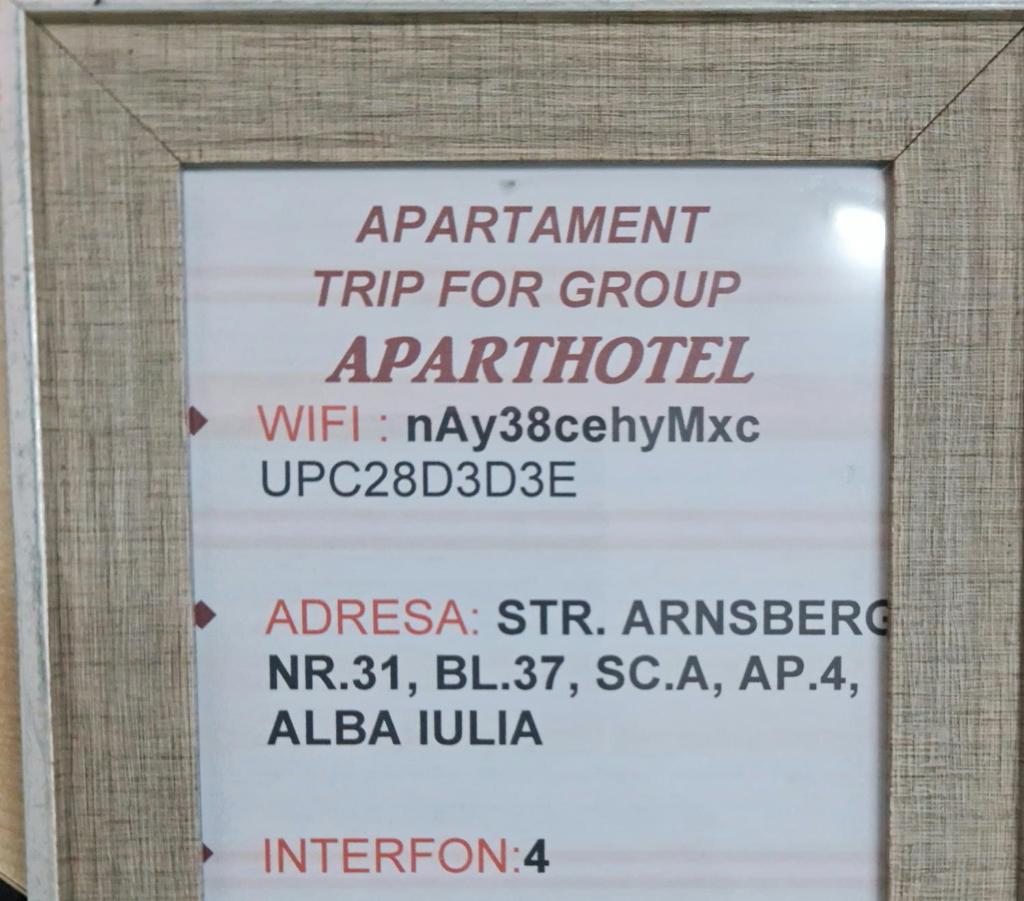 APARTAMENT
TRIP FOR GROUP
APARTHOTEL
WIFI : nAy38cehyMxc
UPC28D3D3E
ADRESA: STR. ARNSBERG
NR.31, BL.37, SC.A, AP.4,
ALBA IULIA
INTERFON:4